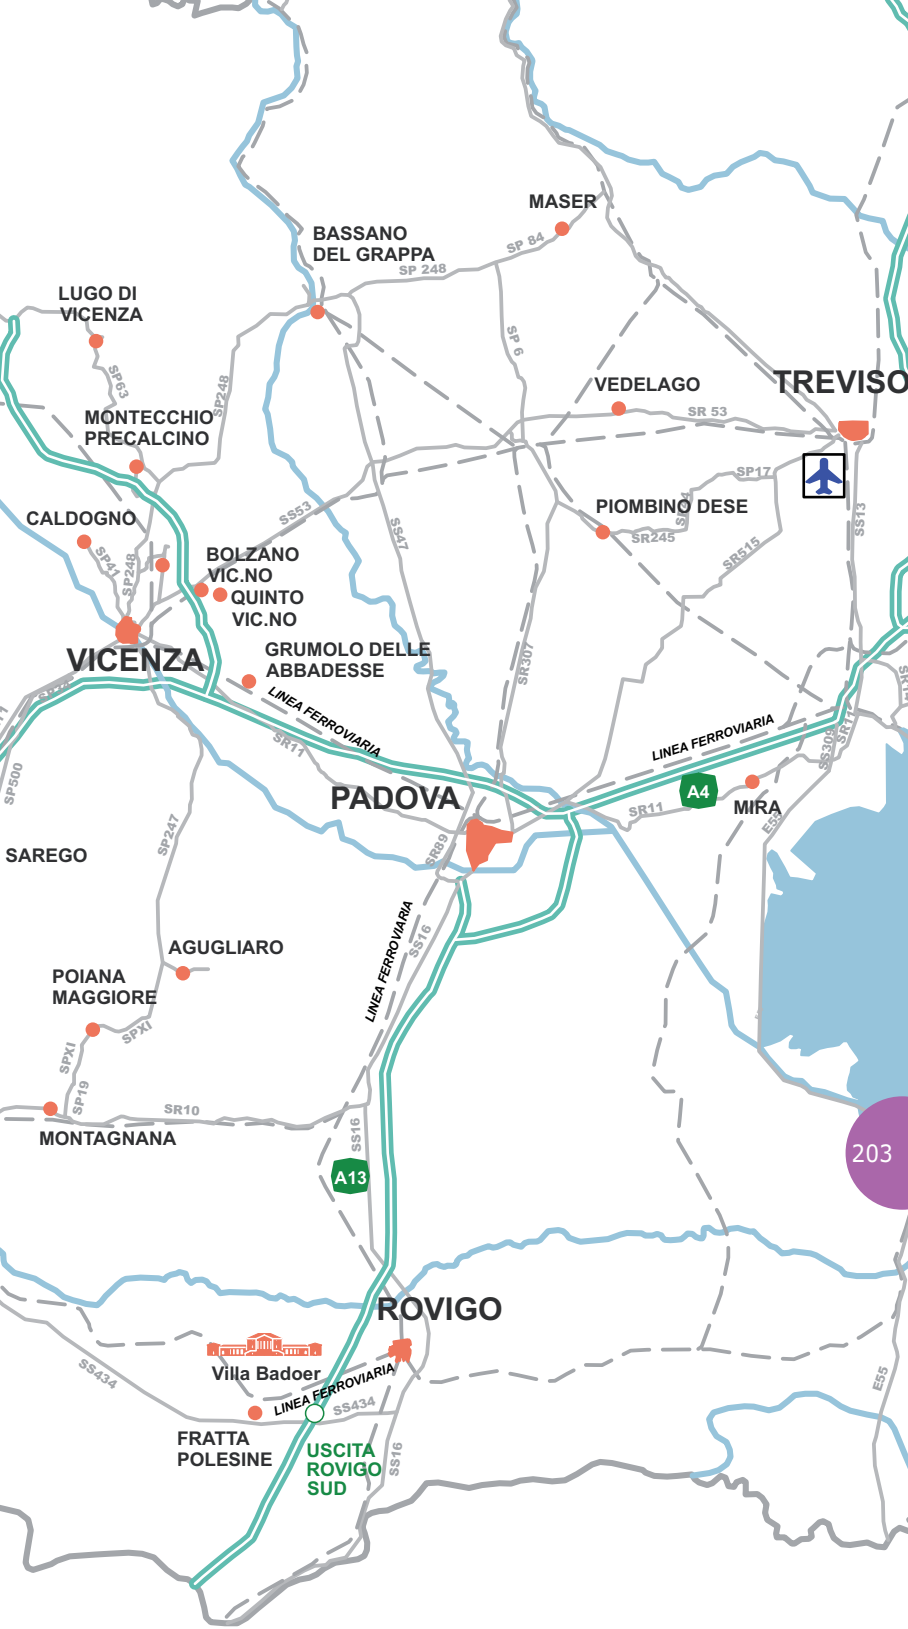 MASER
SP 84
BASSANO
DEL GRAPPA
SP 248
LUGO DI
VICENZA
SP 6
SP63
SP248
TREVISO
VEDELAGO
SR 53
MONTECCHIO
PRECALCINO
SP17
PIOMBINO DESE
SR245
SS13
SS53
SS47
CALDOGNO
SP41
SP248
BOLZANO
VIC.NO
QUINTO
VIC.NO
SR515
GRUMOLO DELLE
ABBADESSE
VICENZA
SR307
LINEA FERROVIARIA
SR11
LINEA FERROVIARIA
SS309
SR11
SP500
A4
PADOVA
SR11
MIRA
E55
SP247
SR89
SAREGO
LINEA FERROVIARIA
SS16
AGUGLIARO
POIANA
MAGGIORE
SPXI
SPXI
SP19
SR10
MONTAGNANA
SS16
A13
203
ROVIGO
Villa Badoer
SS434
LINEA FERROVIARIA
SS434
E55
FRATTA
POLESINE
USCITA
ROVIGO
SUD
SS16